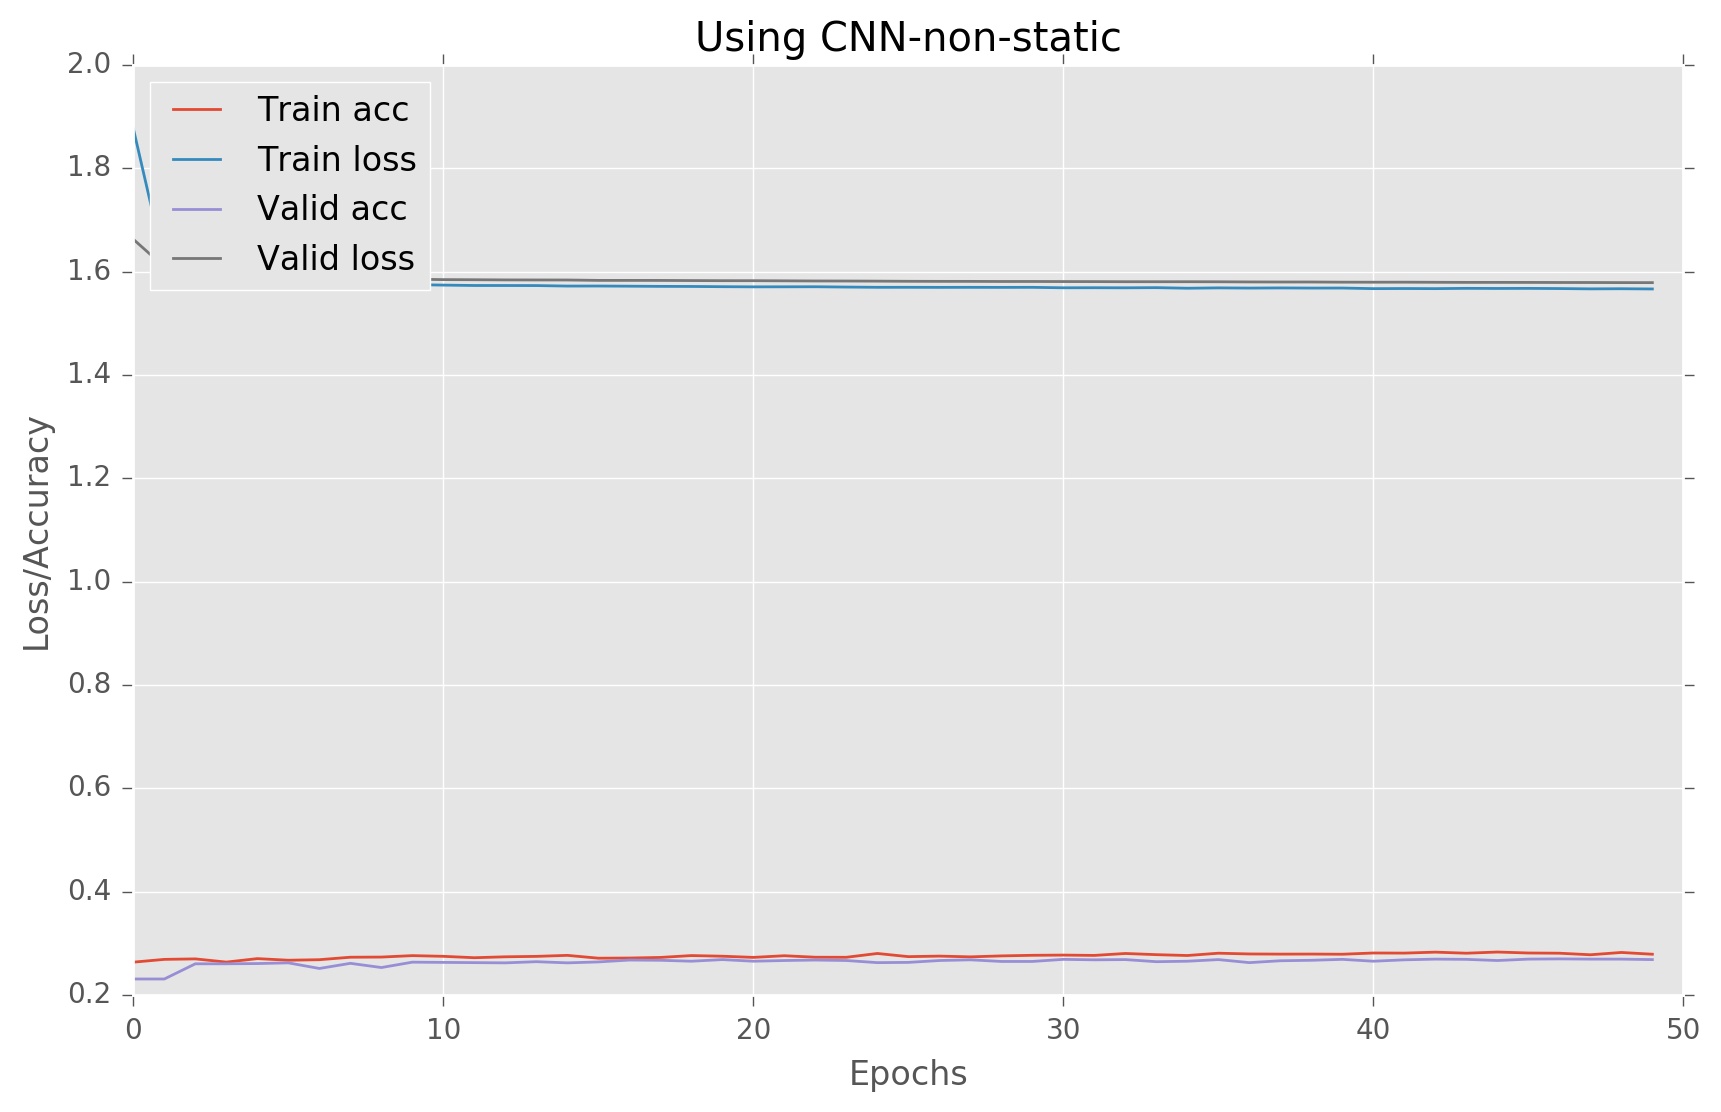 Using CNN-non-static
2.0
1.8
1.6
1.4
1.2
1.0
0.8
0.6
0.4
0.2
Loss/Accuracy
Train acc
Train loss
Valid acc
Valid loss
0 10 20 30 40 50
Epochs